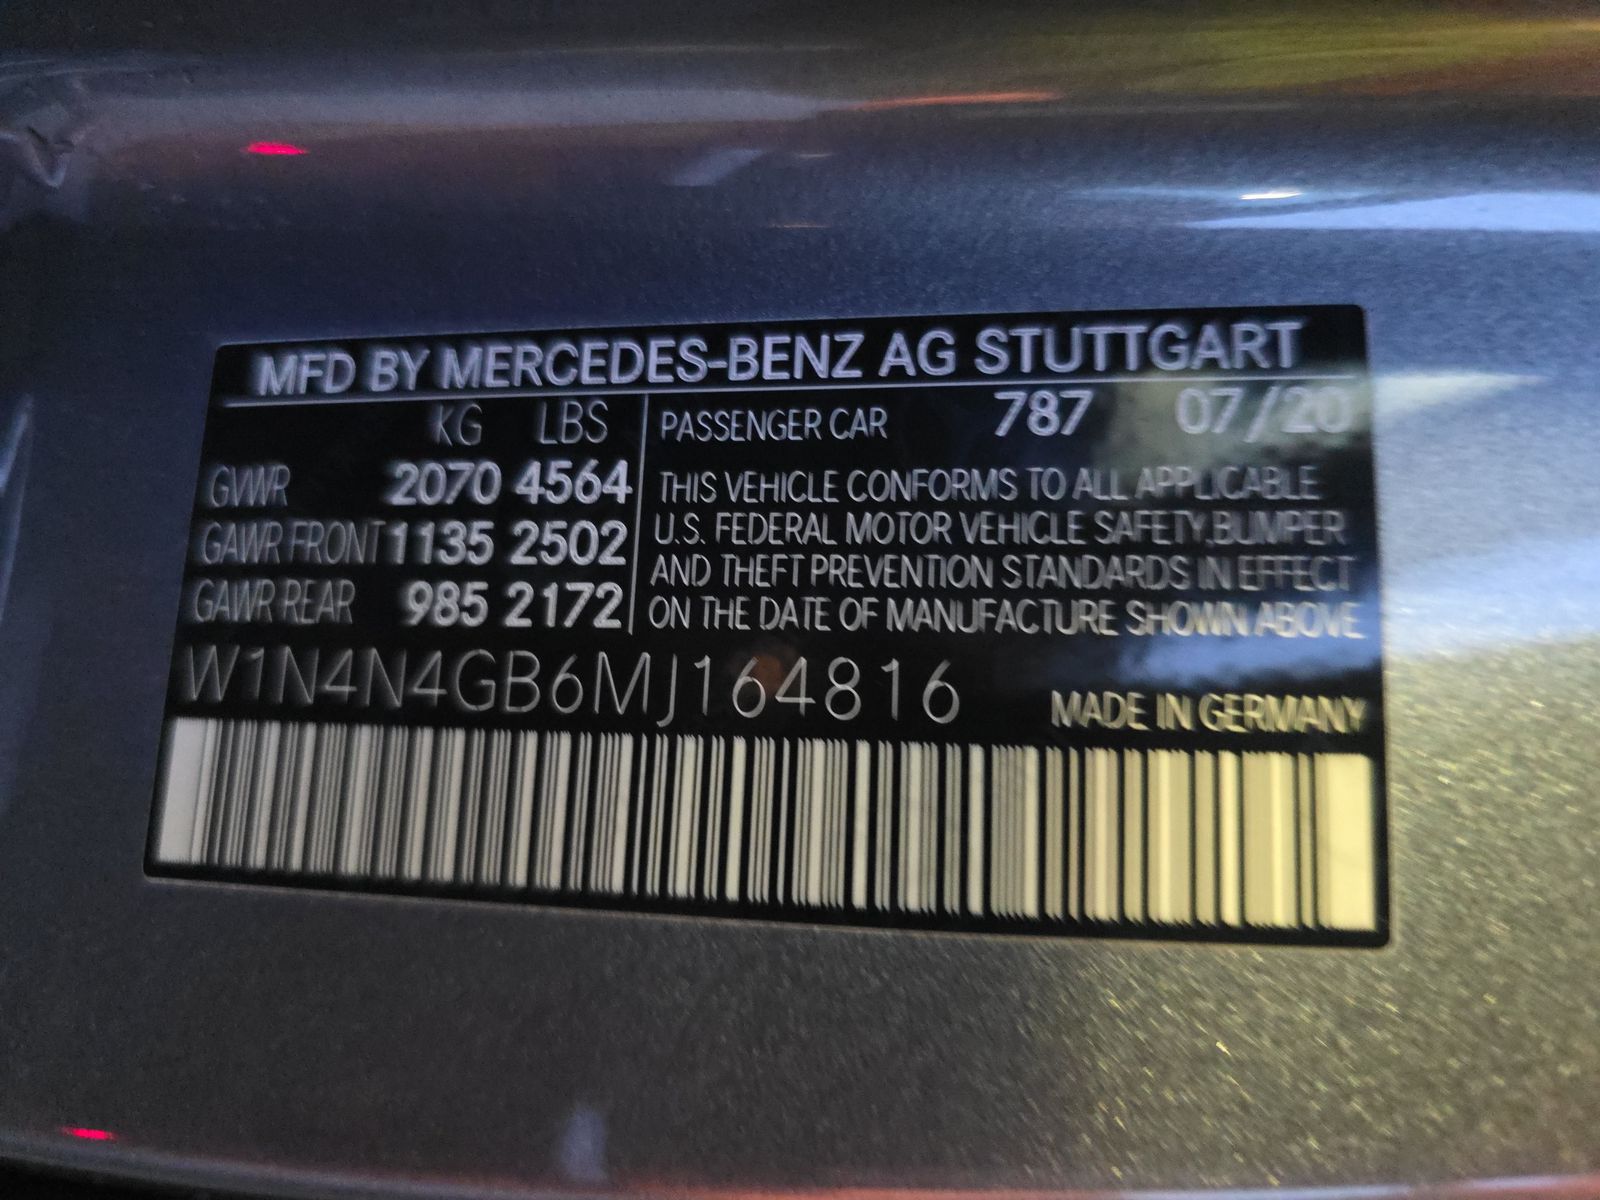 MFD BY MERCEDES-BENZ AG STUTTGART
KG LBS
GVWR 2070 4564
GAWR FRONT 1135 2502
GAWR REAR 985 2172
PASSENGER CAR 787 07/20
THIS VEHICLE CONFORMS TO ALL APPLICABLE
U.S. FEDERAL MOTOR VEHICLE SAFETY,BUMPER
AND THEFT PREVENTION STANDARDS IN EFFECT
ON THE DATE OF MANUFACTURE SHOWN ABOVE
W1N4N4GB6MJ164816
MADE IN GERMANY